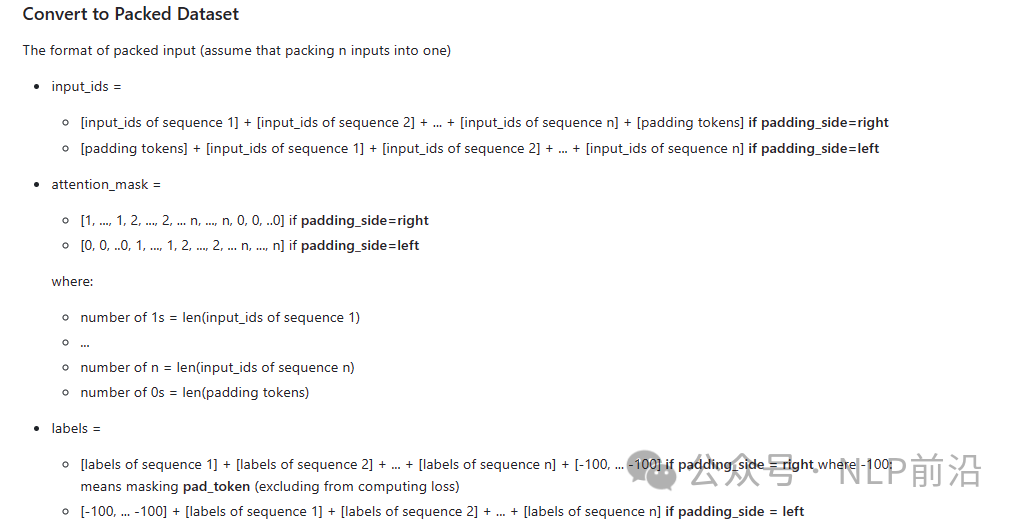 Convert to Packed Dataset
The format of packed input (assume that packing n inputs into one)
• input_ids =
◦ [input_ids of sequence 1] + [input_ids of sequence 2] + ... + [input_ids of sequence n] + [padding tokens] if padding_side=right
◦ [padding tokens] + [input_ids of sequence 1] + [input_ids of sequence 2] + ... + [input_ids of sequence n] if padding_side=left
• attention_mask =
◦ [1, ..., 1, 2, ..., 2, ... n, ..., n, 0, 0, ..0] if padding_side=right
◦ [0, 0, ..0, 1, ..., 1, 2, ..., 2, ... n, ..., n] if padding_side=left
where:
◦ number of 1s = len(input_ids of sequence 1)
◦ ...
◦ number of n = len(input_ids of sequence n)
◦ number of 0s = len(padding tokens)
• labels =
◦ [labels of sequence 1] + [labels of sequence 2] + ... + [labels of sequence n] + [-100, ... -100] if padding_side = right where -100:
means masking pad_token (excluding from computing loss)
◦ [-100, ... -100] + [labels of sequence 1] + [labels of sequence 2] + ... + [labels of sequence n] if padding_side = left
公众号 · NLP前沿